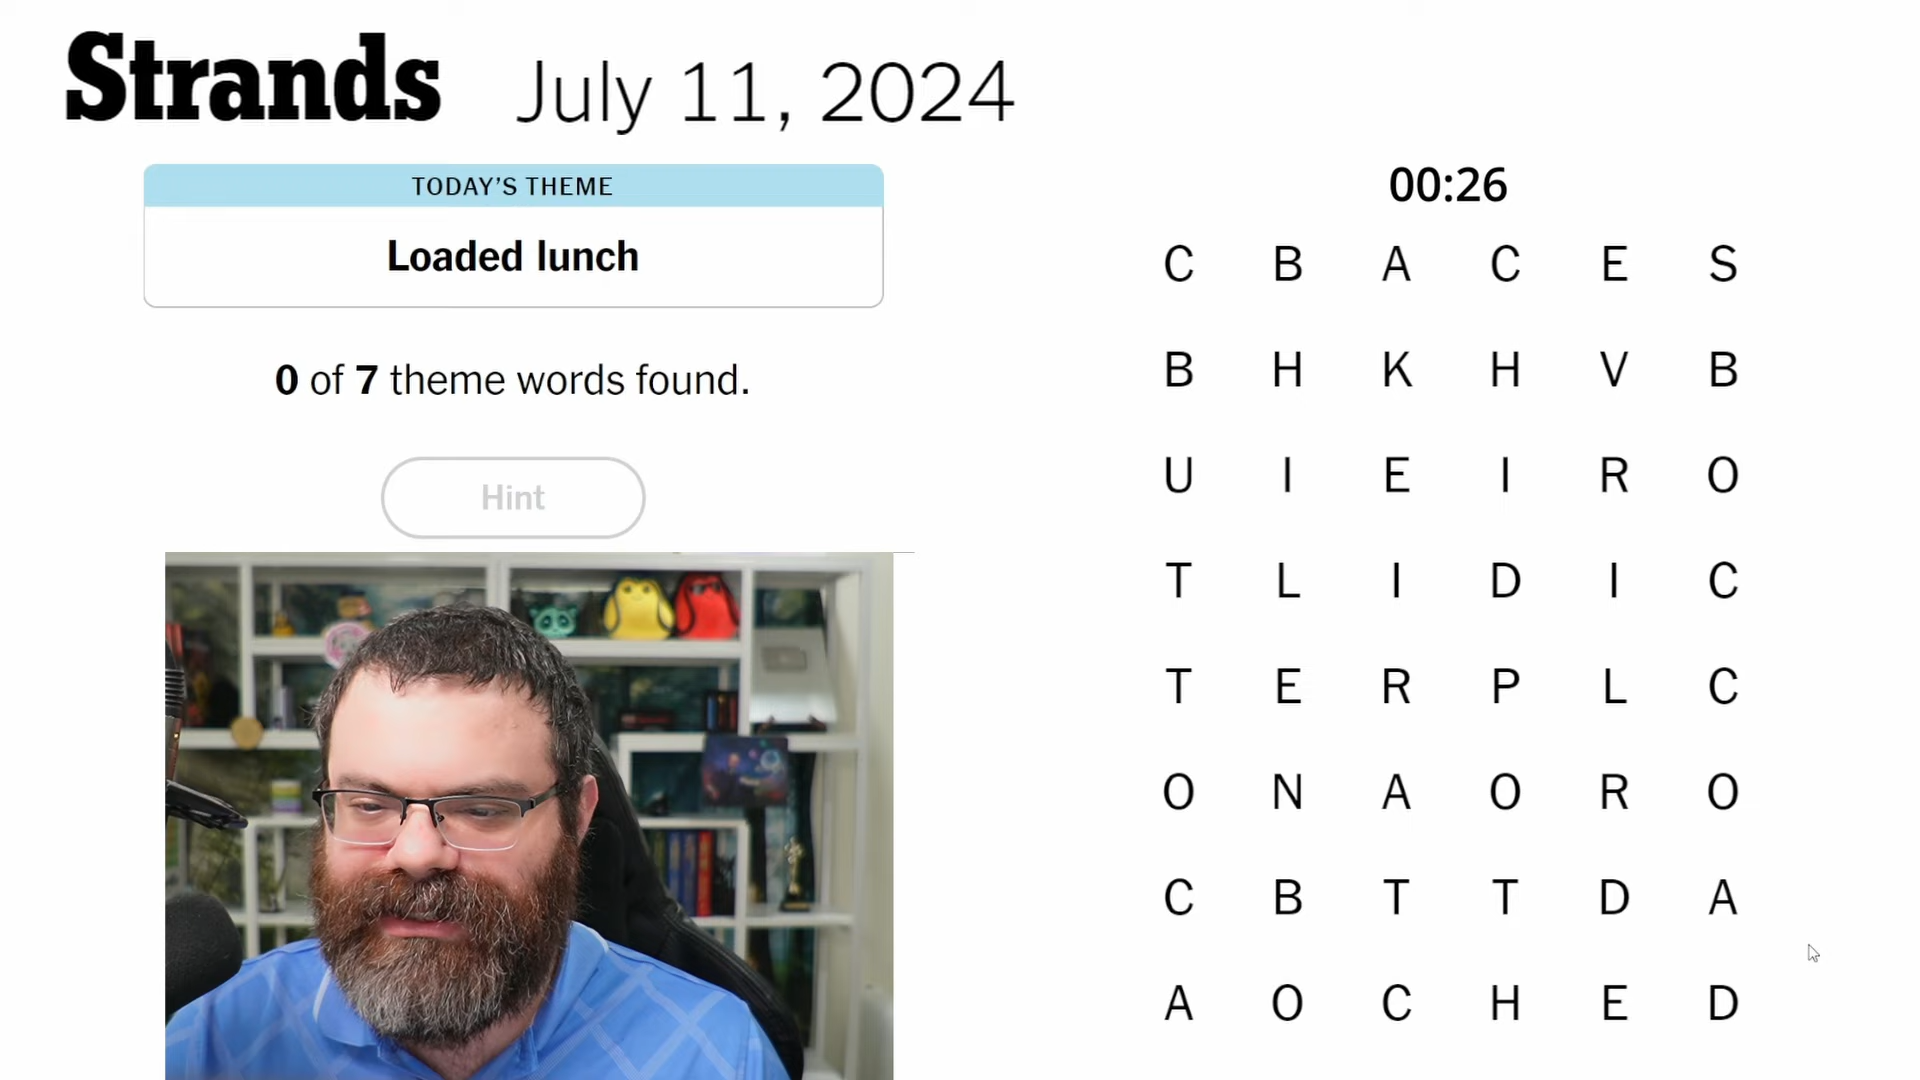 Strands July 11, 2024
TODAY'S THEME
Loaded lunch
0 of 7 theme words found.
Hint
00:26
C B A C E S
B H K H V B
U I E I R O
T L I D I C
T E R P L C
O N A O R O
C B T T D A
A O C H E D